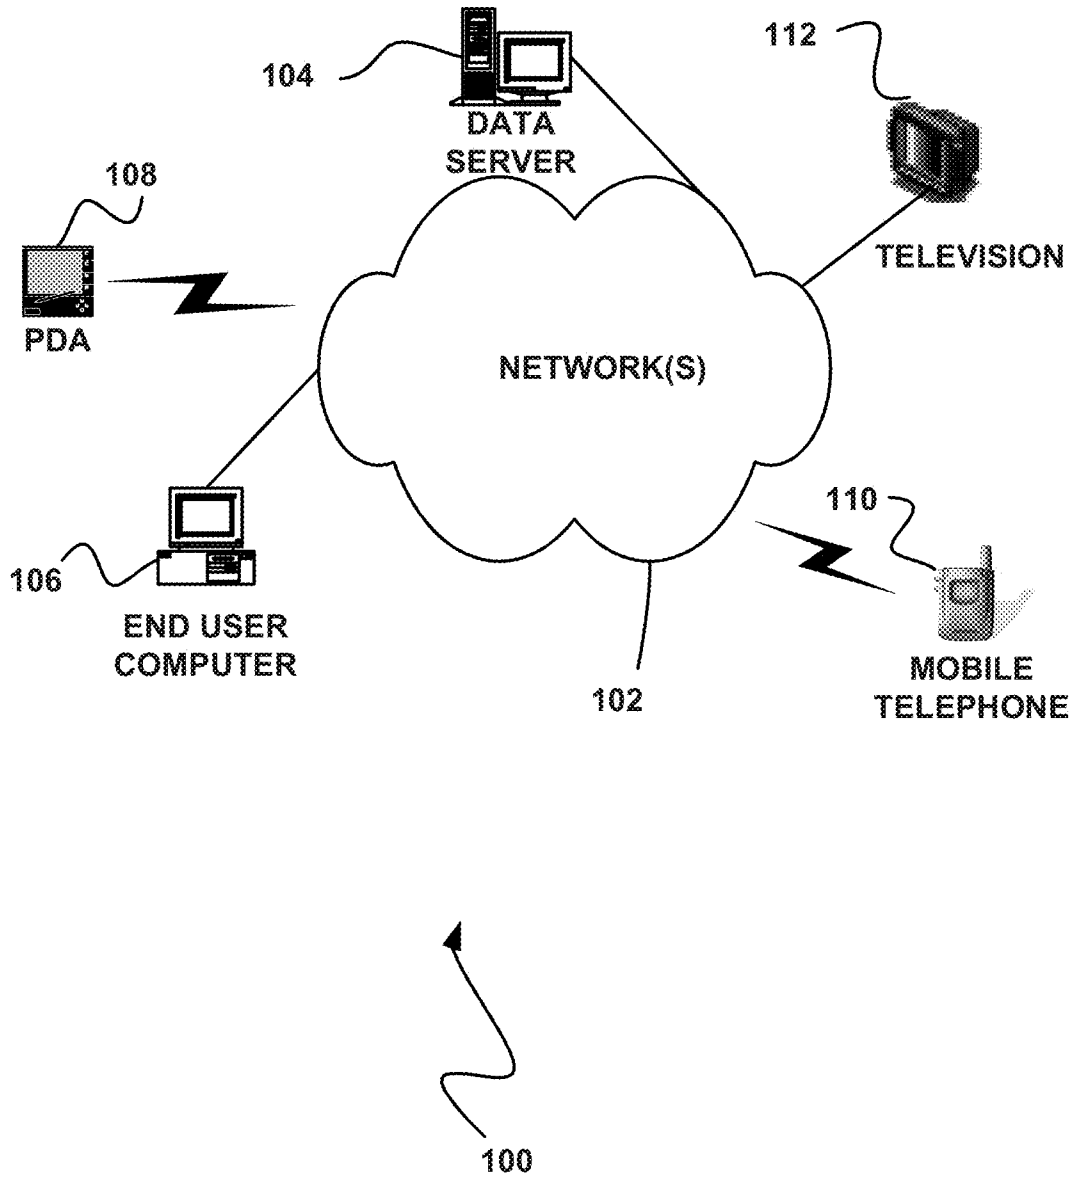 112
104
DATA
SERVER
108
TELEVISION
PDA
NETWORK(S)
110
106
END USER
COMPUTER
MOBILE
TELEPHONE
102
100